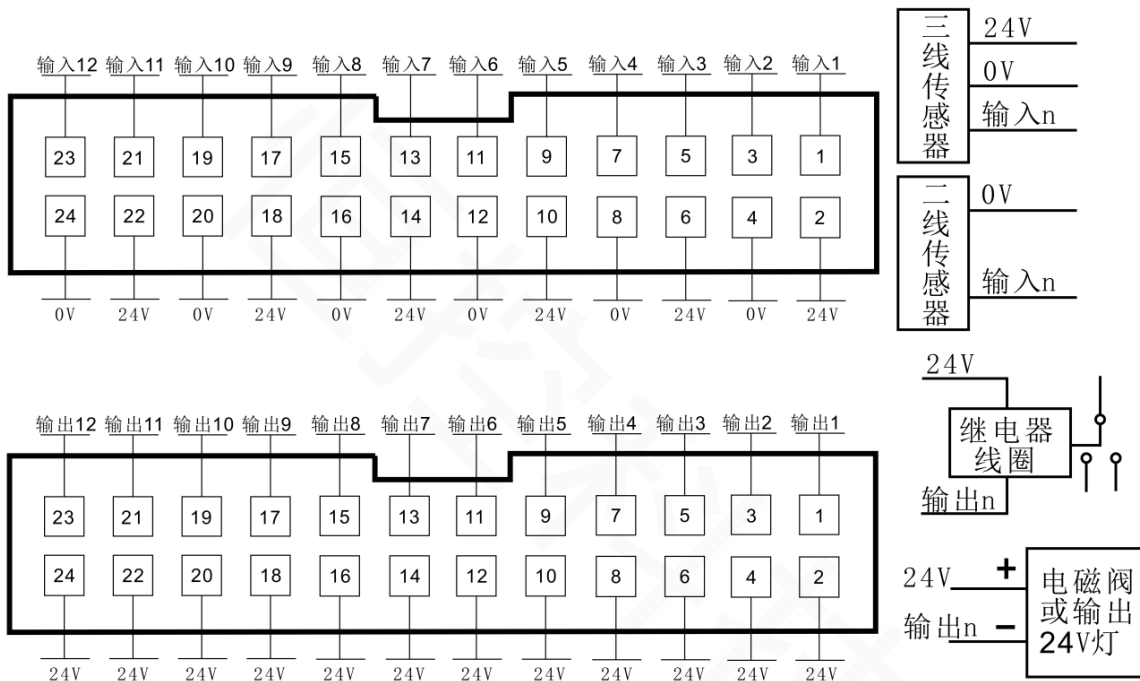 输入12 输入11 输入10 输入9 输入8 输入7 输入6 输入5 输入4 输入3 输入2 输入1
23 21 19 17 15 13 11 9 7 5 3 1
24 22 20 18 16 14 12 10 8 6 4 2
0V 24V 0V 24V 0V 24V 0V 24V 0V 24V 0V 24V
三线传感器
24V
0V
输入n
二线传感器
0V
输入n
输出12 输出11 输出10 输出9 输出8 输出7 输出6 输出5 输出4 输出3 输出2 输出1
23 21 19 17 15 13 11 9 7 5 3 1
24 22 20 18 16 14 12 10 8 6 4 2
24V 24V 24V 24V 24V 24V 24V 24V 24V 24V 24V 24V
24V
继电器
线圈
输出n
24V +
输出n −
电磁阀
或输出
24V灯